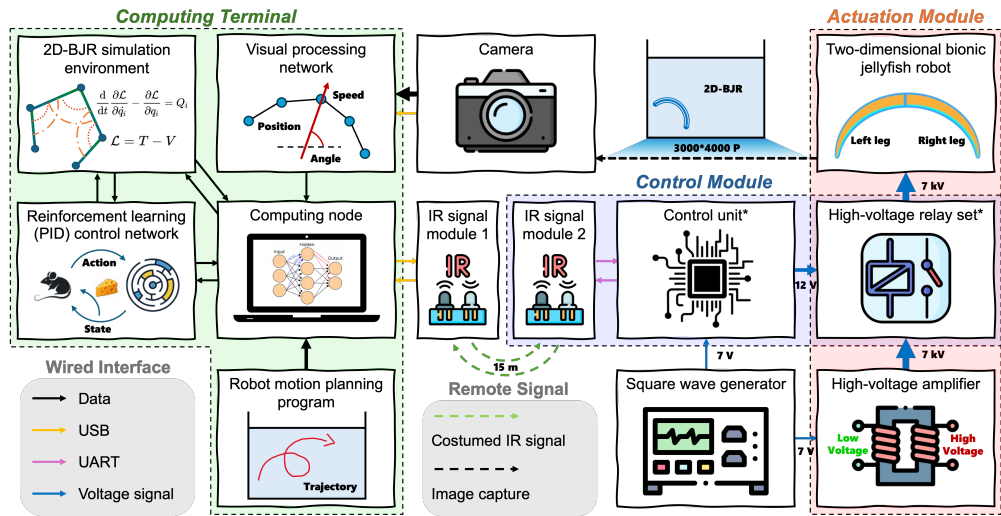 Computing Terminal
Actuation Module
2D-BJR simulation
environment
d/dt ∂ℒ/∂q̇ᵢ − ∂ℒ/∂qᵢ = Qᵢ
ℒ = T − V
Visual processing
network
Speed
Position
Angle
Camera
2D-BJR
3000*4000 P
Two-dimensional bionic
jellyfish robot
Left leg
Right leg
7 kV
Control Module
Reinforcement learning
(PID) control network
Action
State
Computing node
Input
Hidden
Output
IR signal
module 1
IR
IR signal
module 2
IR
Control unit*
12 V
High-voltage relay set*
15 m
7 V
7 kV
Wired Interface
Data
USB
UART
Voltage signal
Robot motion planning
program
Trajectory
Remote Signal
Costumed IR signal
Image capture
Square wave generator
7 V
High-voltage amplifier
Low
Voltage
High
Voltage